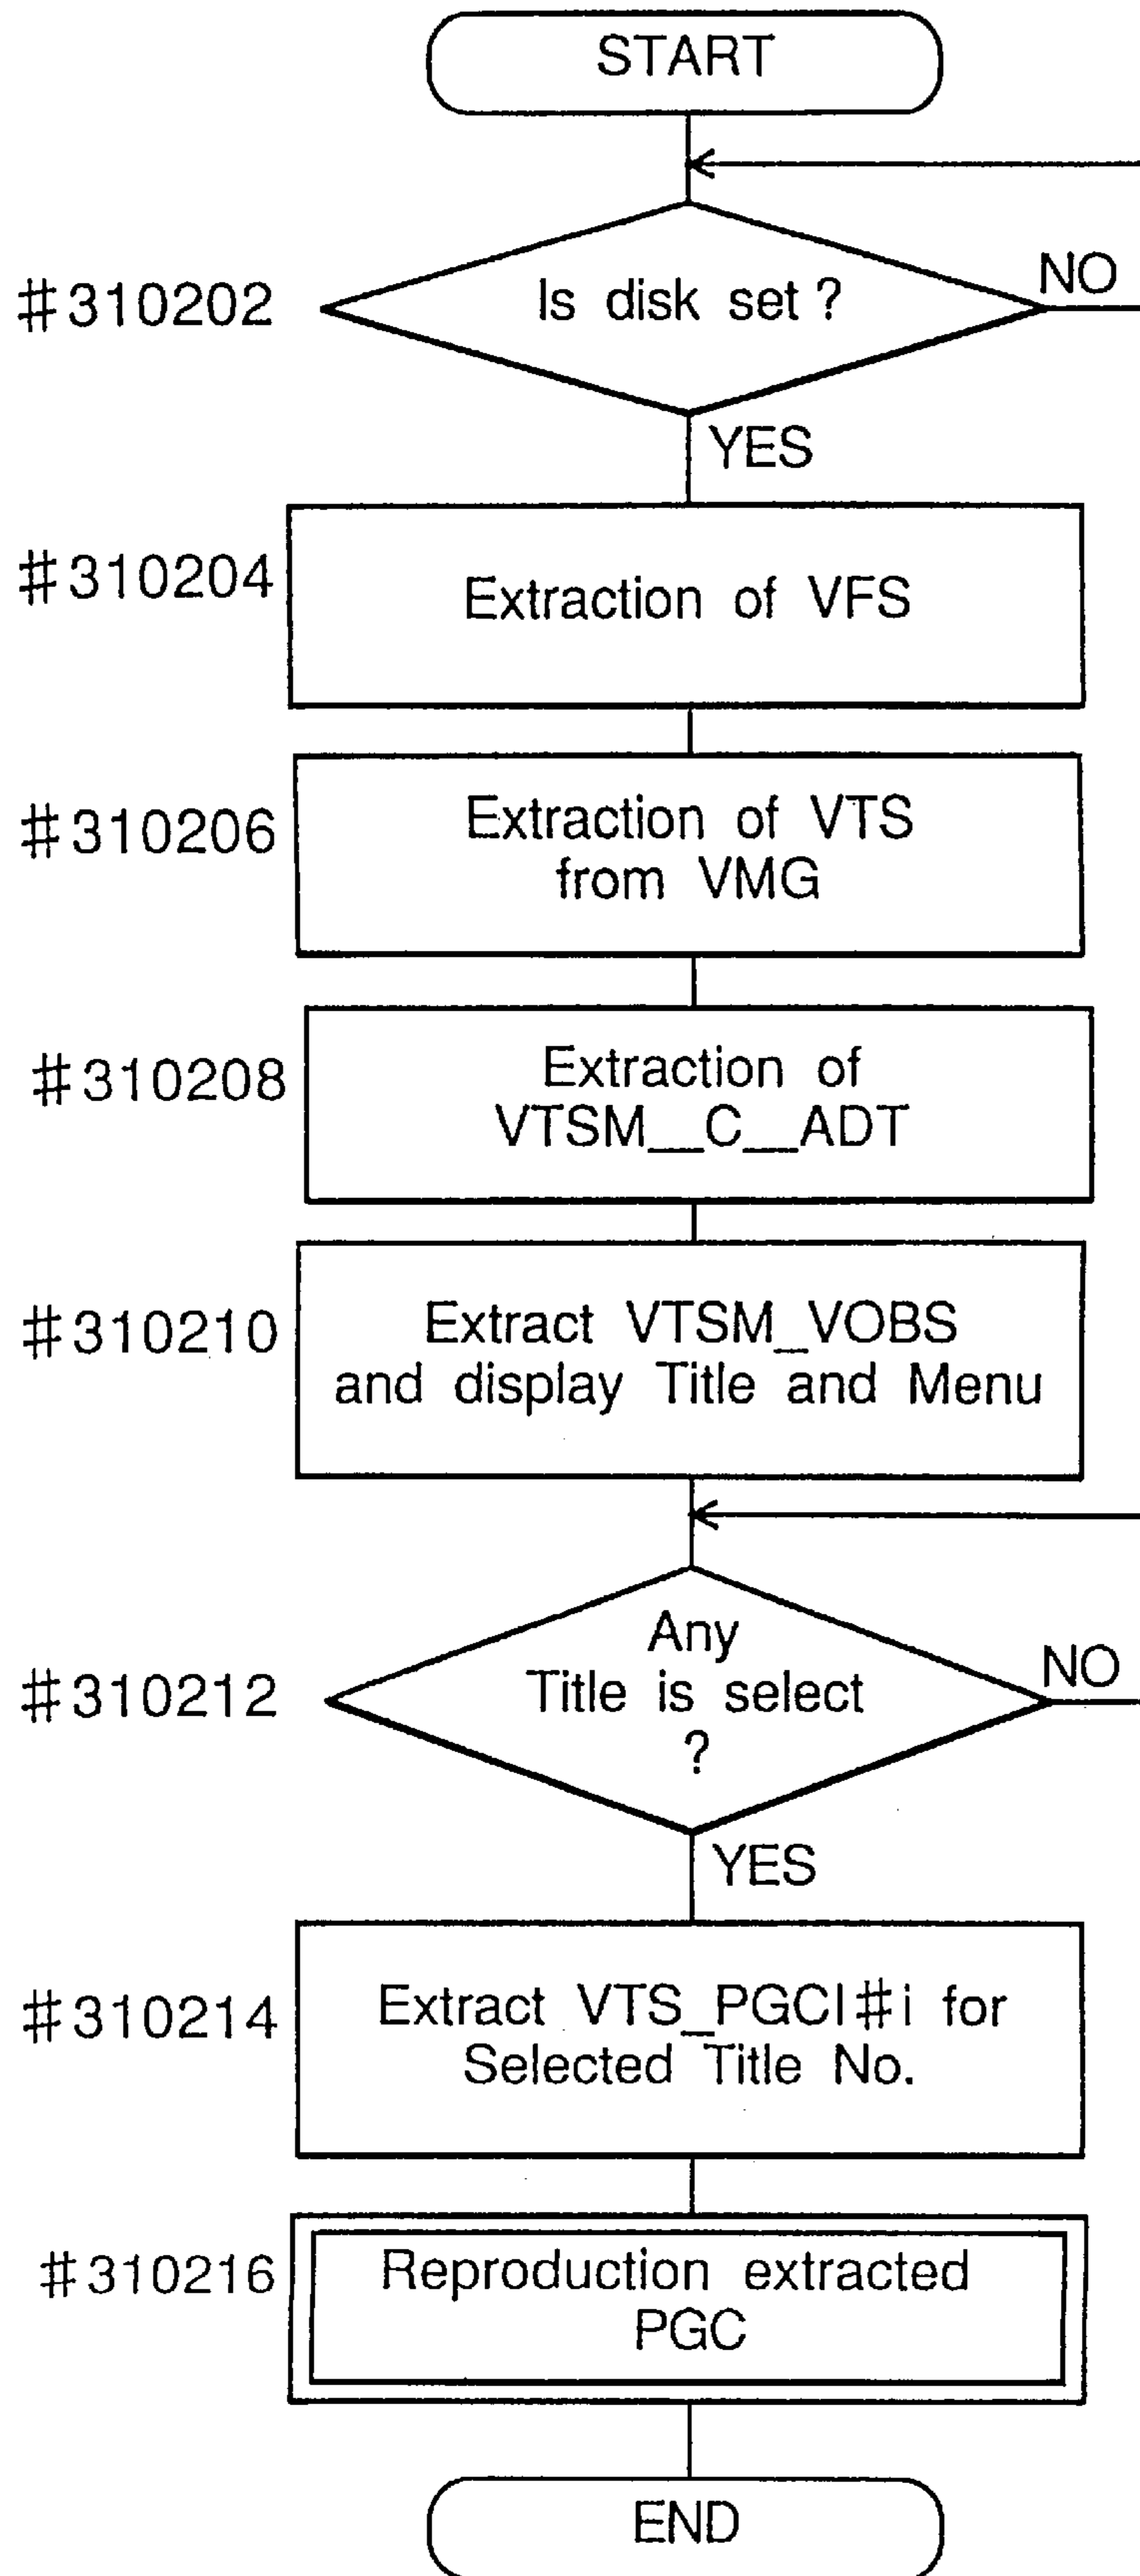 START
#310202
Is disk set ?
NO
YES
#310204
Extraction of VFS
#310206
Extraction of VTS
from VMG
#310208
Extraction of
VTSM__C__ADT
#310210
Extract VTSM_VOBS
and display Title and Menu
#310212
Any
Title is select
?
NO
YES
#310214
Extract VTS_PGCI#i for
Selected Title No.
#310216
Reproduction extracted
PGC
END